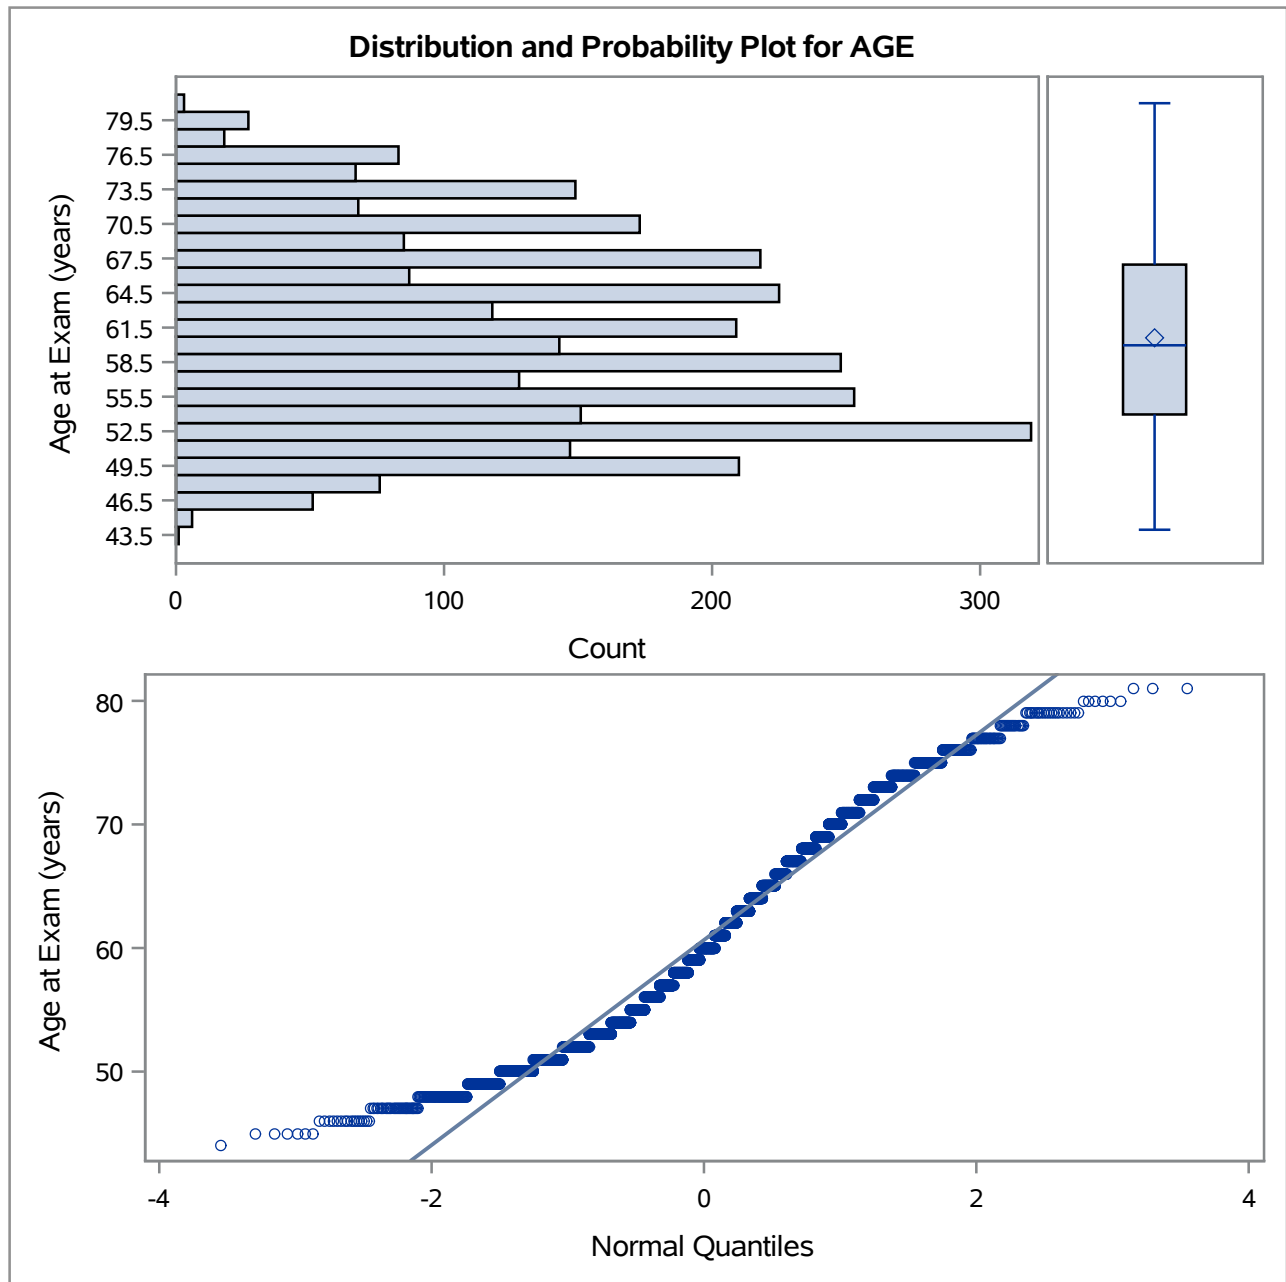 Distribution and Probability Plot for AGE
Age at Exam (years)
79.5
76.5
73.5
70.5
67.5
64.5
61.5
58.5
55.5
52.5
49.5
46.5
43.5
0 100 200 300
Count
Age at Exam (years)
80
70
60
50
-4 -2 0 2 4
Normal Quantiles